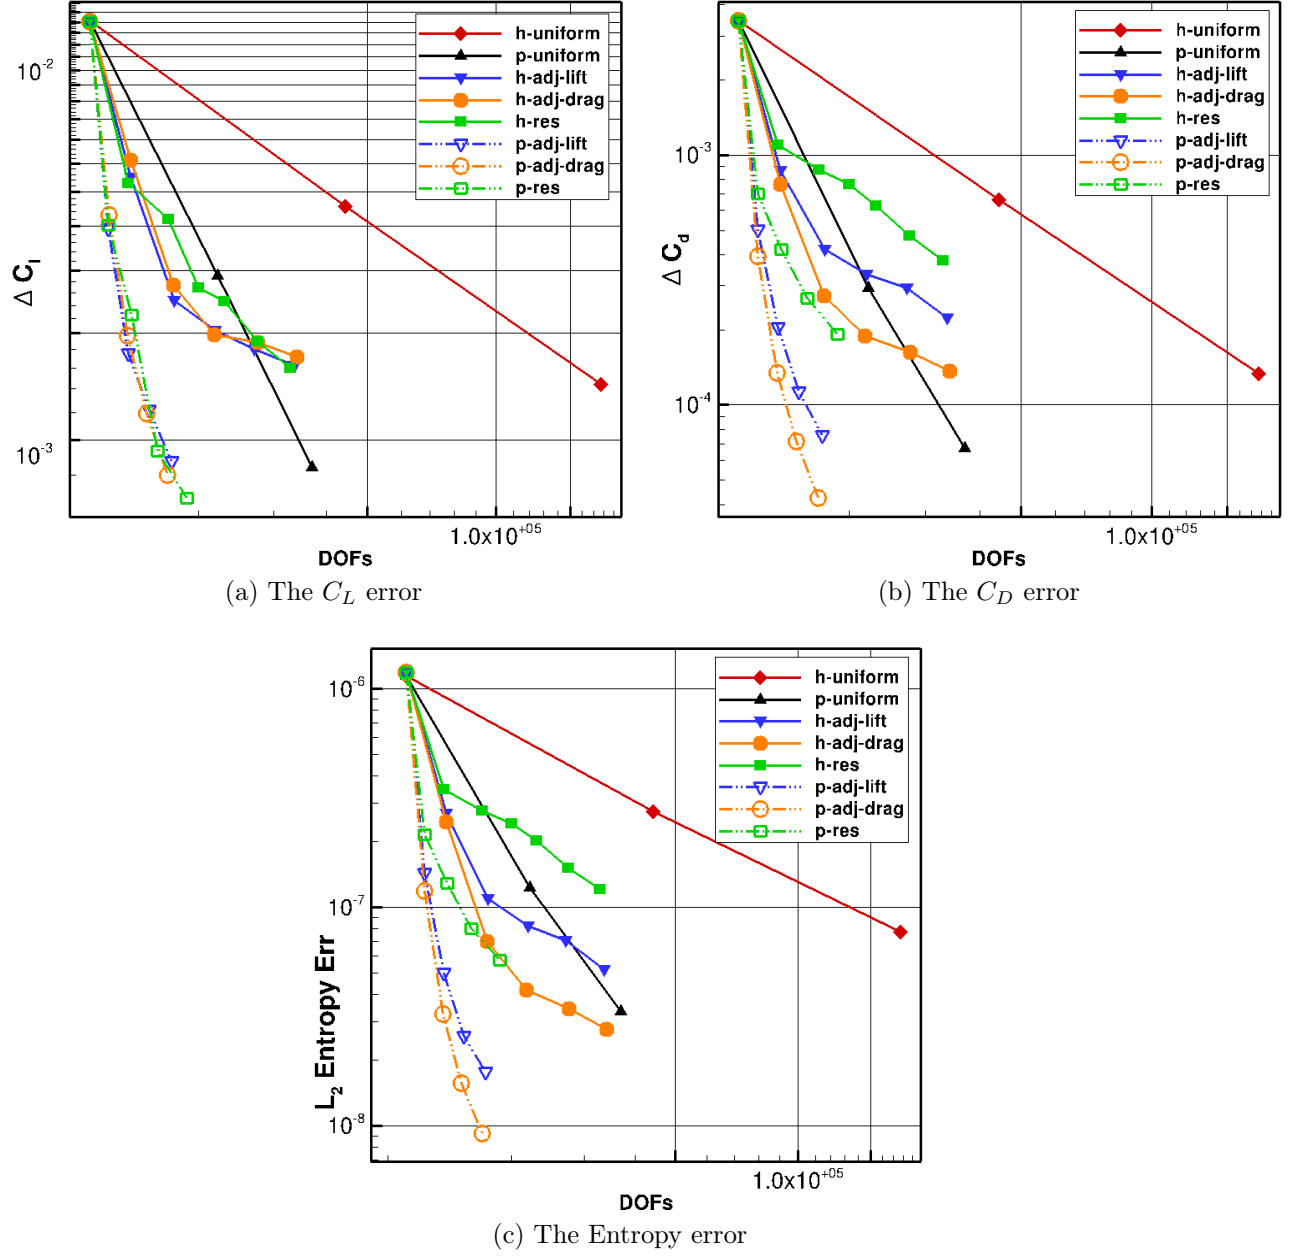 h-uniform
p-uniform
h-adj-lift
h-adj-drag
h-res
p-adj-lift
p-adj-drag
p-res
10⁻²
10⁻³
Δ Cₗ
1.0x10⁺⁰⁵
DOFs
(a) The C_L error
h-uniform
p-uniform
h-adj-lift
h-adj-drag
h-res
p-adj-lift
p-adj-drag
p-res
10⁻³
10⁻⁴
Δ C_d
1.0x10⁺⁰⁵
DOFs
(b) The C_D error
h-uniform
p-uniform
h-adj-lift
h-adj-drag
h-res
p-adj-lift
p-adj-drag
p-res
10⁻⁶
10⁻⁷
10⁻⁸
L₂ Entropy Err
1.0x10⁺⁰⁵
DOFs
(c) The Entropy error